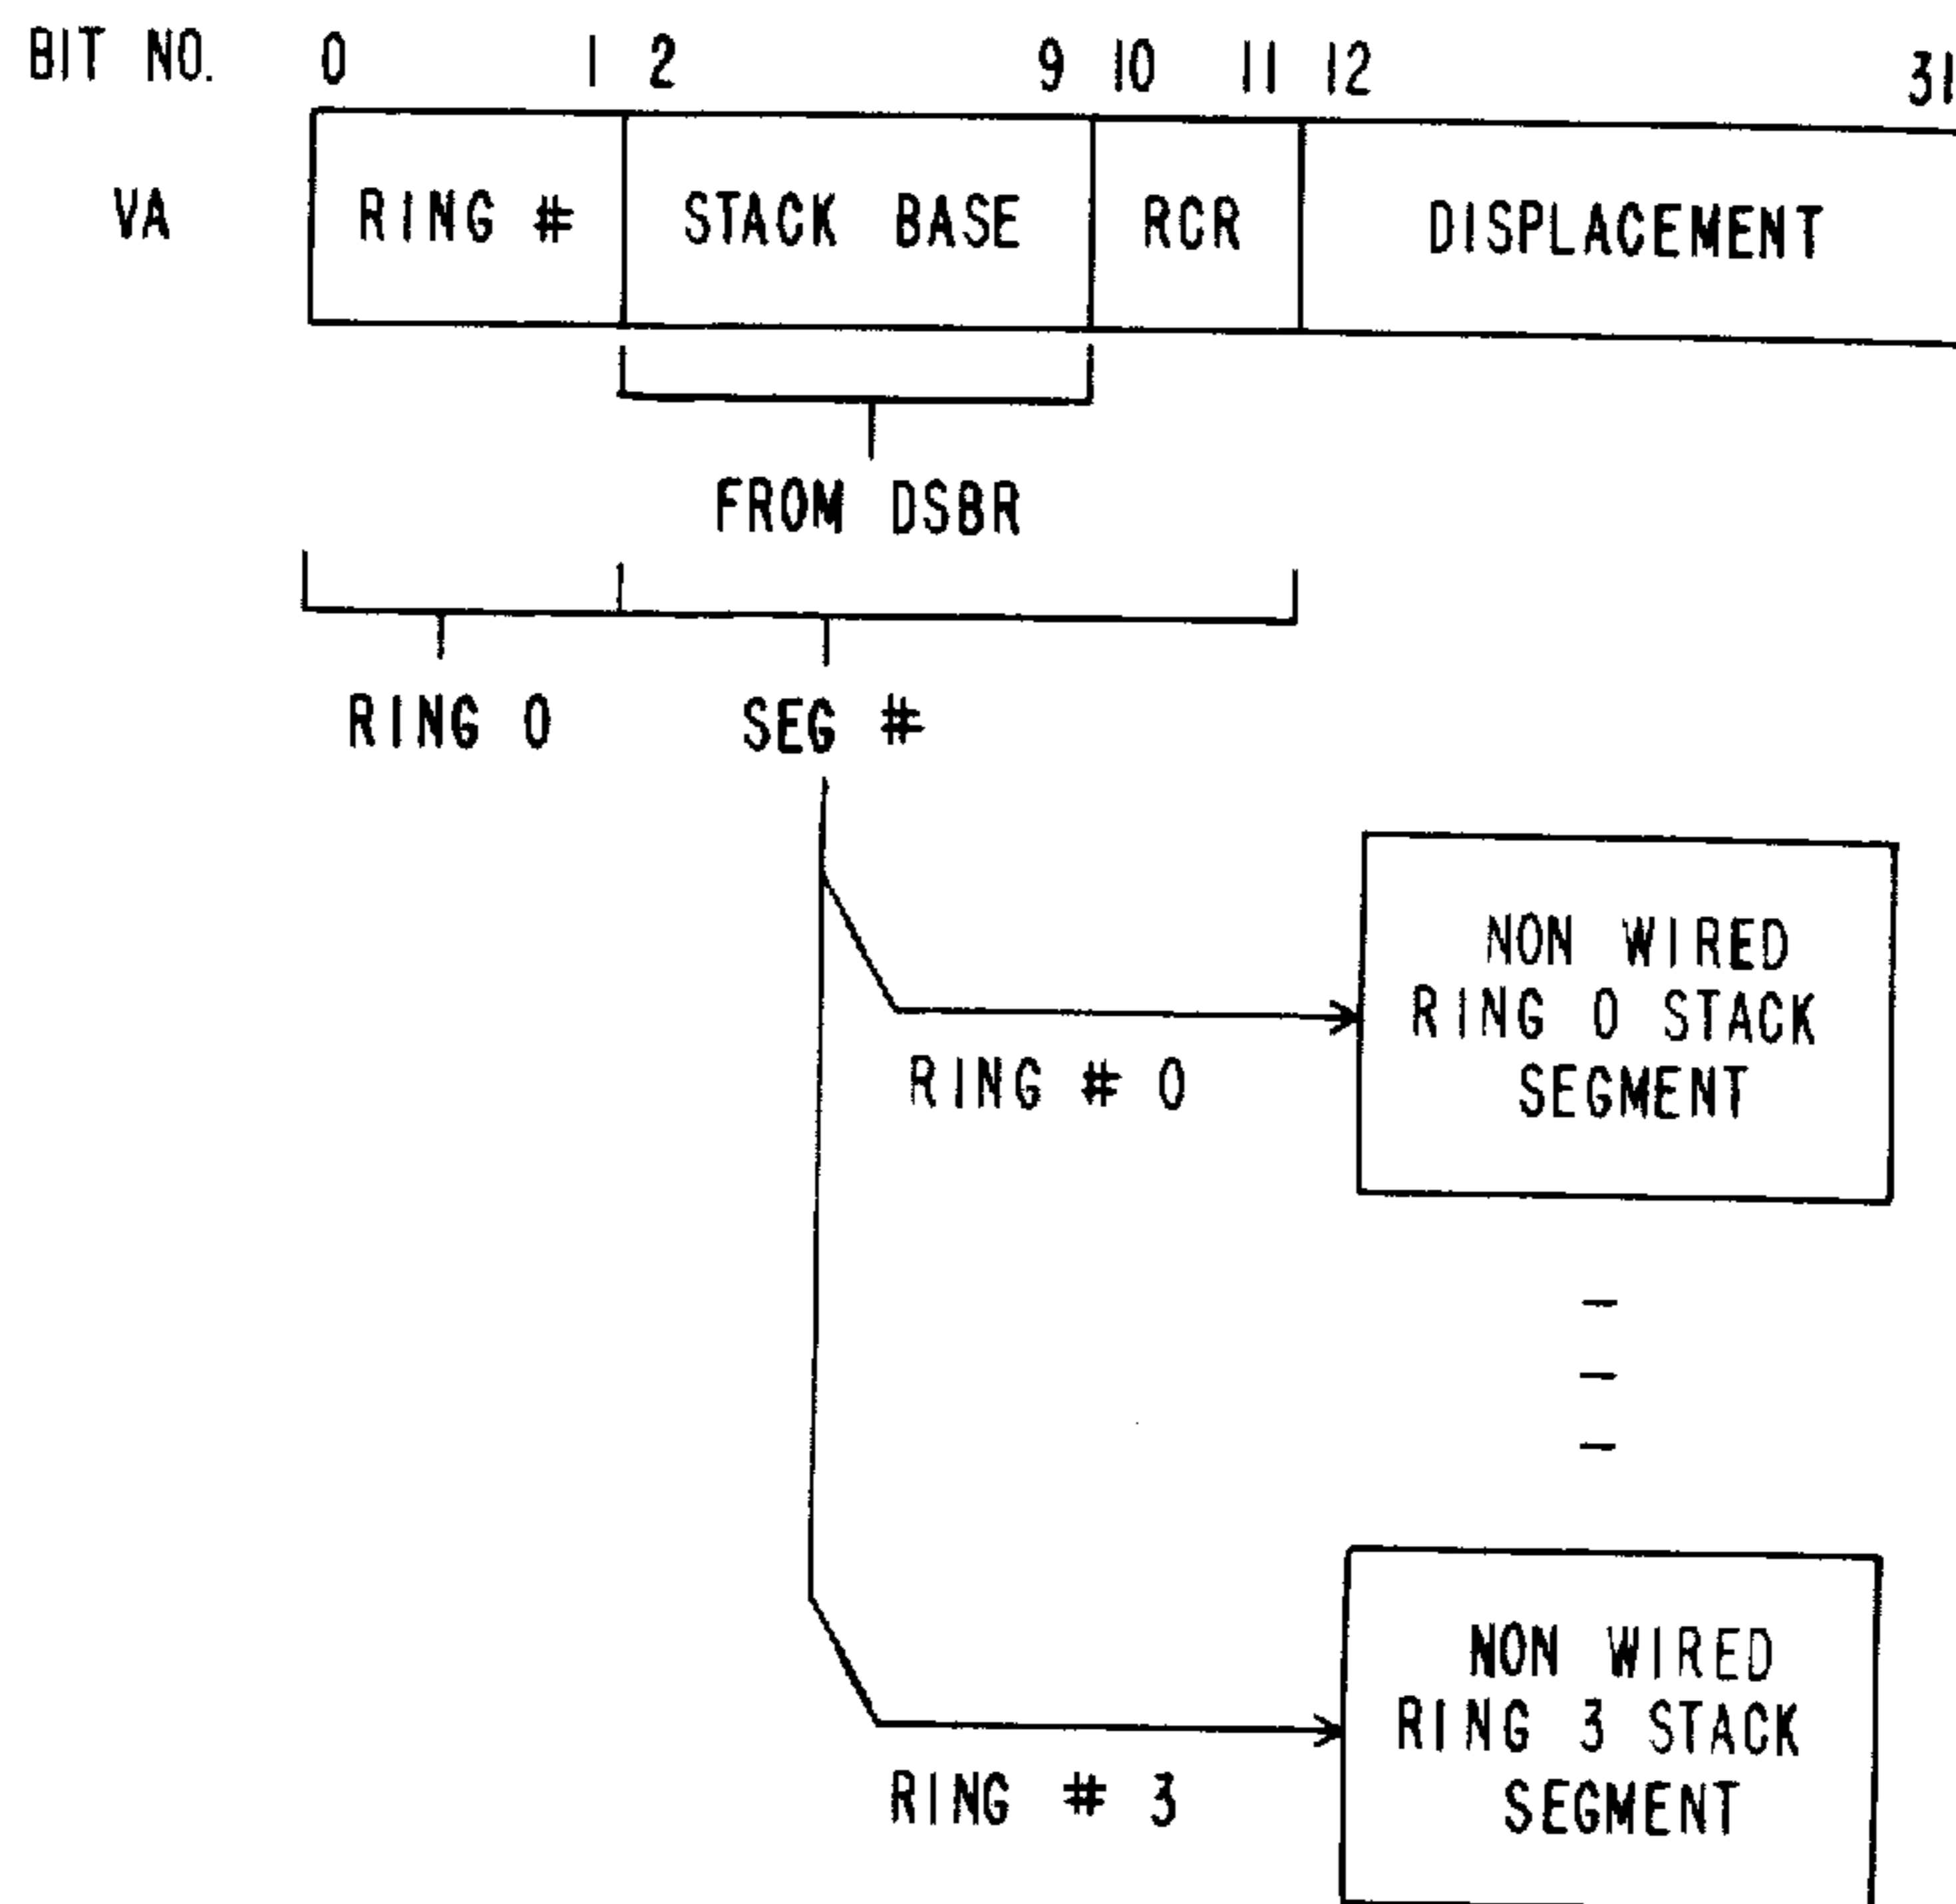 BIT NO. 0 1 2 9 10 11 12 31
VA RING # STACK BASE RCR DISPLACEMENT
FROM DSBR
RING 0 SEG #
NON WIRED
RING 0 STACK
SEGMENT
RING # 0
NON WIRED
RING 3 STACK
SEGMENT
RING # 3